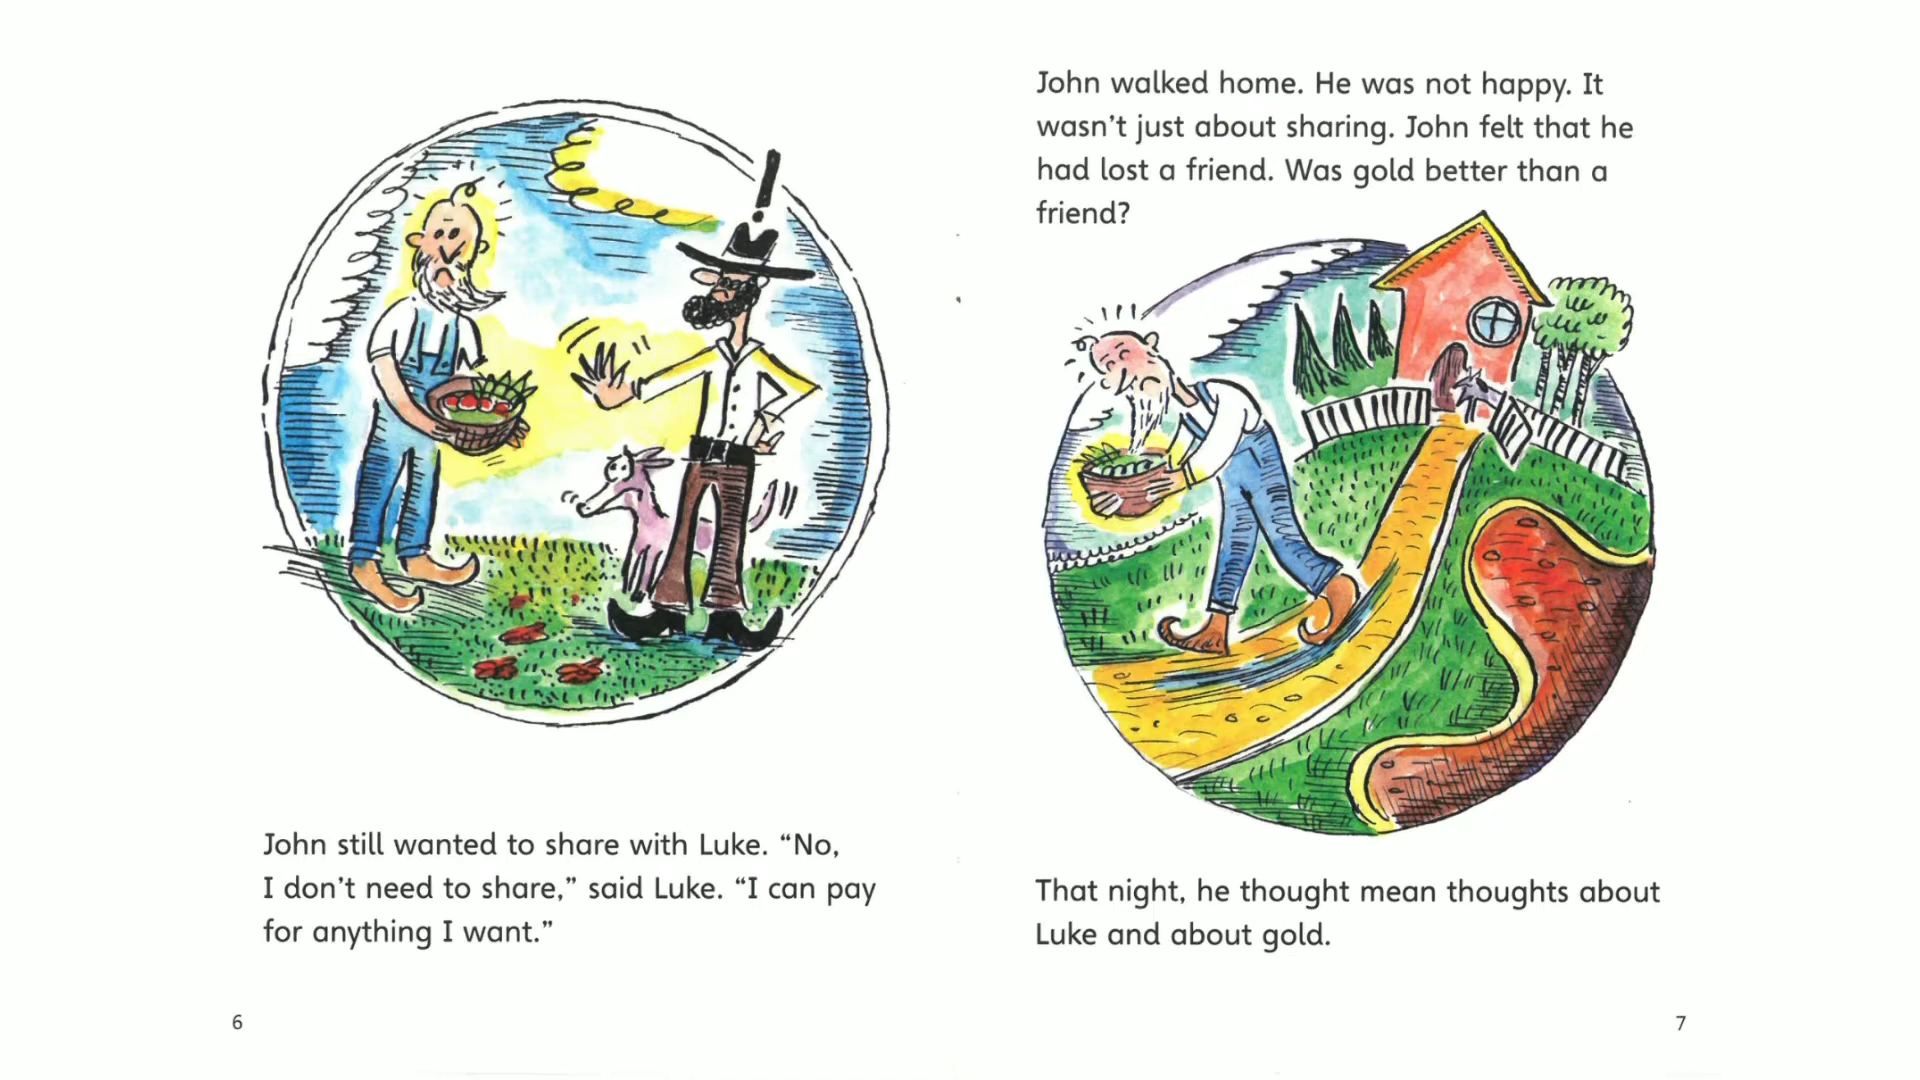 John still wanted to share with Luke. “No,
I don’t need to share,” said Luke. “I can pay
for anything I want.”
6
John walked home. He was not happy. It
wasn’t just about sharing. John felt that he
had lost a friend. Was gold better than a
friend?
That night, he thought mean thoughts about
Luke and about gold.
7